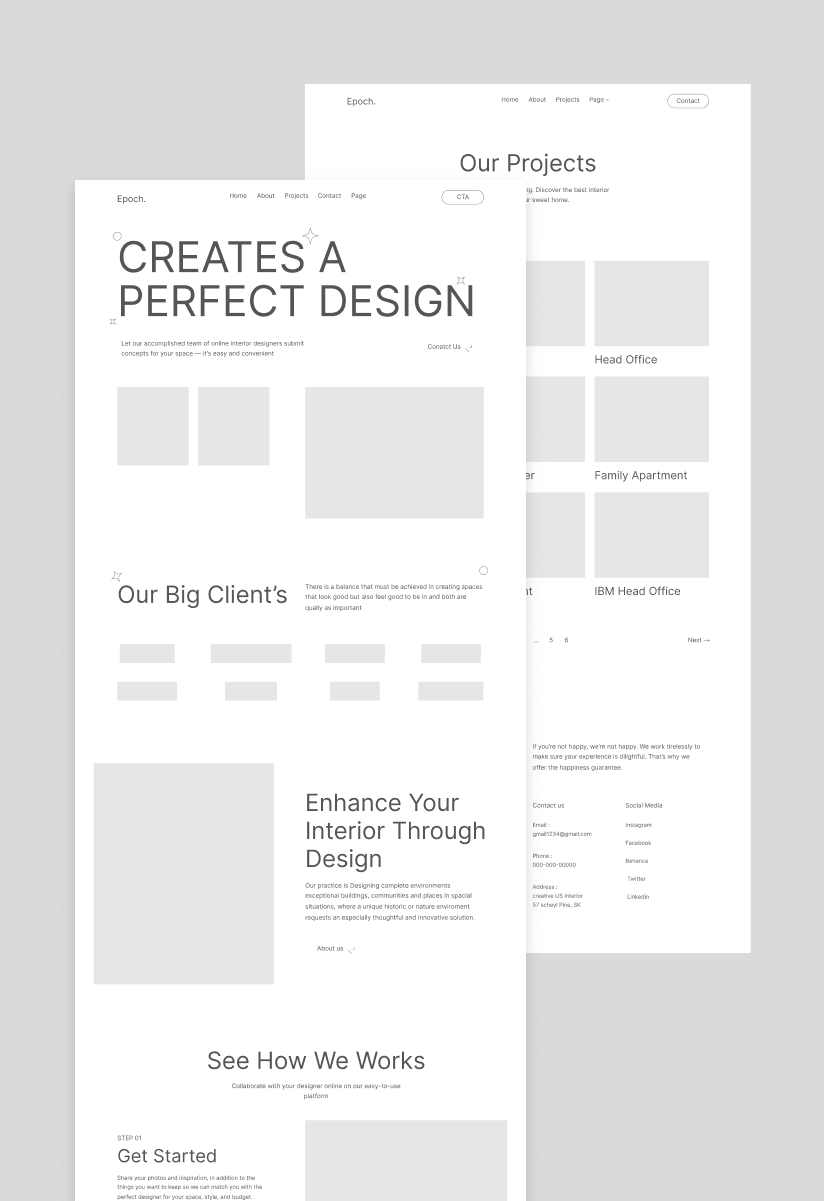 Epoch.
Home About Projects Page
Contact
Our Projects
ng. Discover the best interior
r sweet home.
Head Office
er
Family Apartment
nt
IBM Head Office
... 5 6
Next →
If you're not happy, we're not happy. We work tirelessly to
make sure your experience is dilightful. That's why we
offer the happiness guarantee.
Contact us
Email :
gmail1234@gmail.com
Phone :
000-000-00000
Address :
creative US interior
57 scheyl Pine, SK
Social Media
Instagram
Facebook
Behance
Twitter
Linkedin
Epoch.
Home About Projects Contact Page
CTA
CREATES A
PERFECT DESIGN
Let our accomplished team of online interior designers submit
concepts for your space — it's easy and convenient
Conatct Us
Our Big Client's
There is a balance that must be achieved in creating spaces
that look good but also feel good to be in and both are
qually as important
Enhance Your
Interior Through
Design
Our practice is Designing complete environments
exceptional buildings, communities and places in spacial
situations, where a unique historic or nature enviroment
requests an especially thoughtful and innovative solution.
About us
See How We Works
Collaborate with your designer online on our easy-to-use
platform
STEP 01
Get Started
Share your photos and inspiration, in addition to the
things you want to keep so we can match you with the
perfect designer for your space, style, and budget.